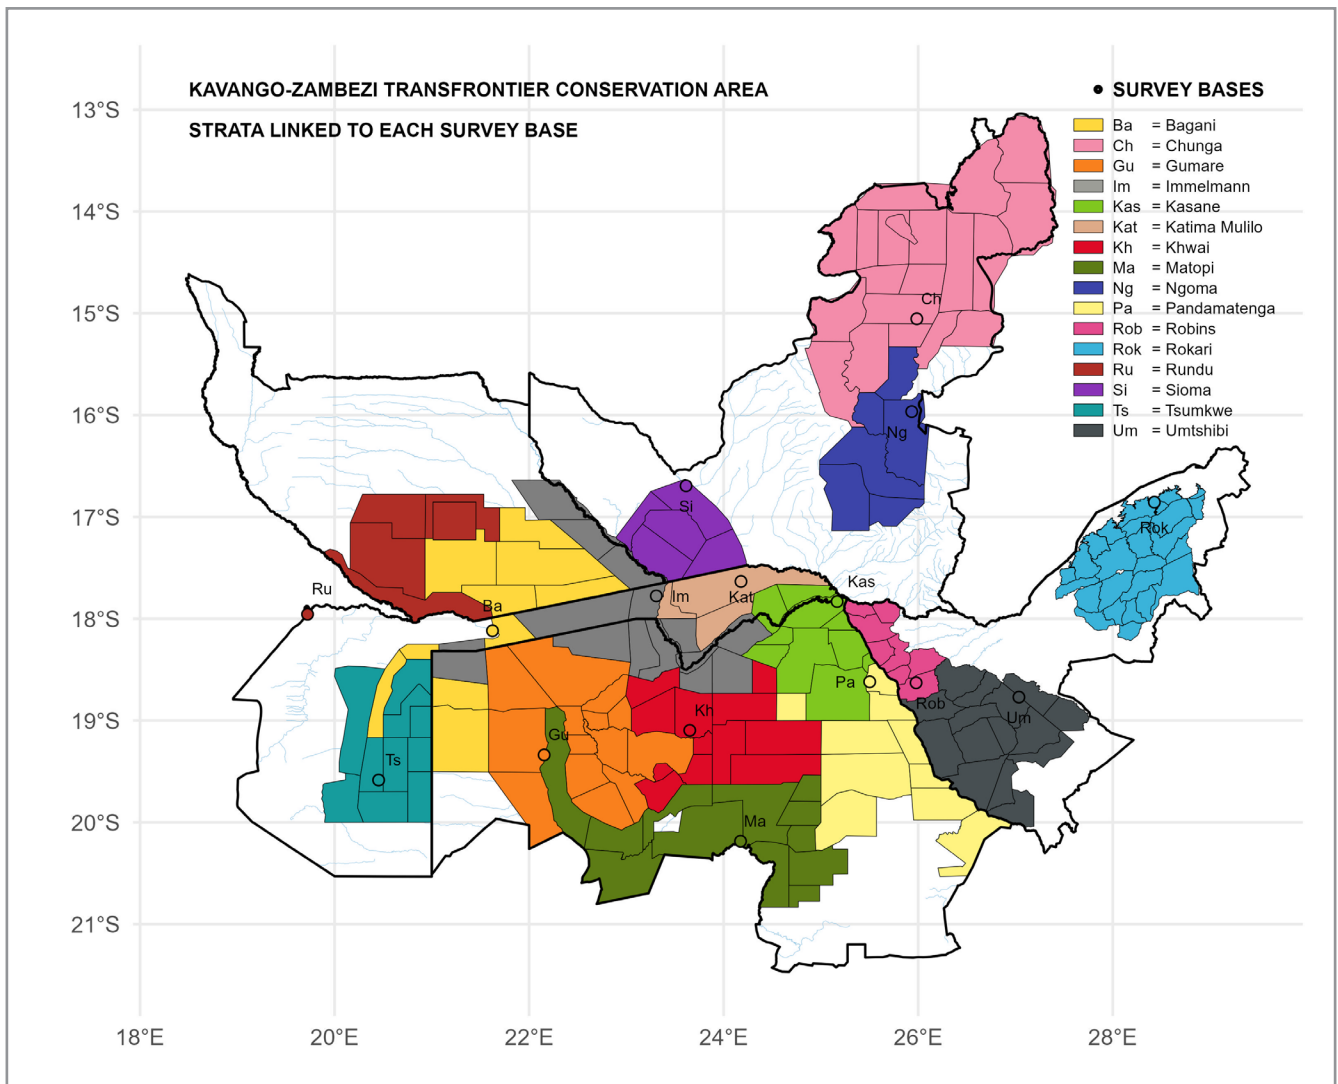 KAVANGO-ZAMBEZI TRANSFRONTIER CONSERVATION AREA
STRATA LINKED TO EACH SURVEY BASE
SURVEY BASES
Ba = Bagani
Ch = Chunga
Gu = Gumare
Im = Immelmann
Kas = Kasane
Kat = Katima Mulilo
Kh = Khwai
Ma = Matopi
Ng = Ngoma
Pa = Pandamatenga
Rob = Robins
Rok = Rokari
Ru = Rundu
Si = Sioma
Ts = Tsumkwe
Um = Umtshibi
13°S
14°S
15°S
16°S
17°S
18°S
19°S
20°S
21°S
Ch
Ng
Si
Rok
Ru
Ba
Im
Kat
Kas
Pa
Rob
Um
Kh
Gu
Ts
Ma
18°E
20°E
22°E
24°E
26°E
28°E